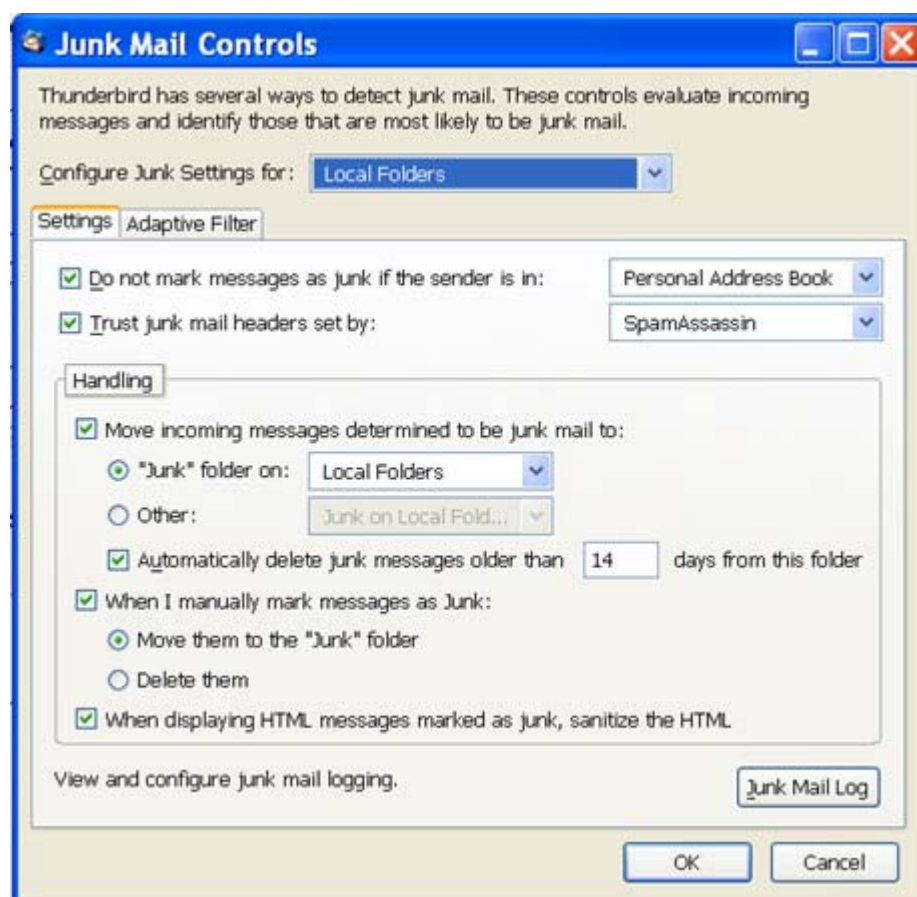 Junk Mail Controls
Thunderbird has several ways to detect junk mail. These controls evaluate incoming
messages and identify those that are most likely to be junk mail.
Configure Junk Settings for: Local Folders
Settings Adaptive Filter
Do not mark messages as junk if the sender is in: Personal Address Book
Trust junk mail headers set by: SpamAssassin
Handling
Move incoming messages determined to be junk mail to:
"Junk" folder on: Local Folders
Other: Junk on Local Fold...
Automatically delete junk messages older than 14 days from this folder
When I manually mark messages as Junk:
Move them to the "Junk" folder
Delete them
When displaying HTML messages marked as junk, sanitize the HTML
View and configure junk mail logging. Junk Mail Log
OK Cancel